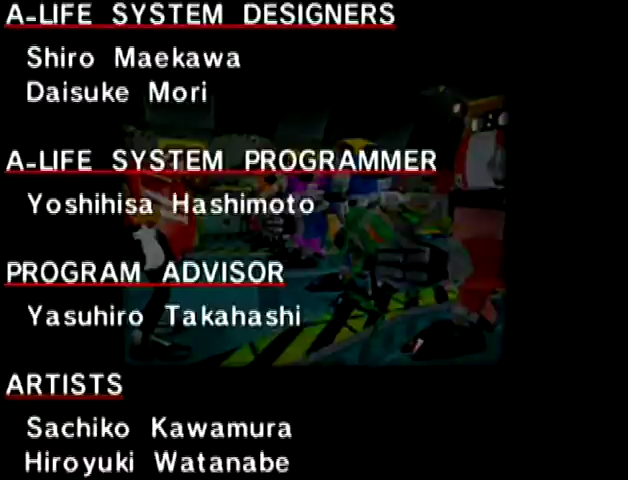 A-LIFE SYSTEM DESIGNERS
Shiro Maekawa
Daisuke Mori
A-LIFE SYSTEM PROGRAMMER
Yoshihisa Hashimoto
PROGRAM ADVISOR
Yasuhiro Takahashi
ARTISTS
Sachiko Kawamura
Hiroyuki Watanabe